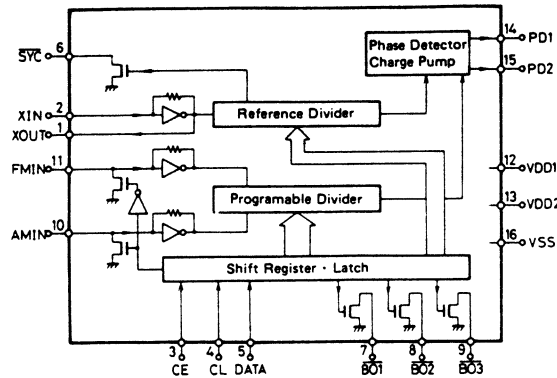 14 PD1
Phase Detector
Charge Pump
15 PD2
6
SYC
XIN 2
Reference Divider
XOUT 1
FMIN 11
12 VDD1
Programable Divider
13 VDD2
AMIN 10
16 VSS
Shift Register · Latch
3 4 5 7 8 9
CE CL DATA BO1 BO2 BO3